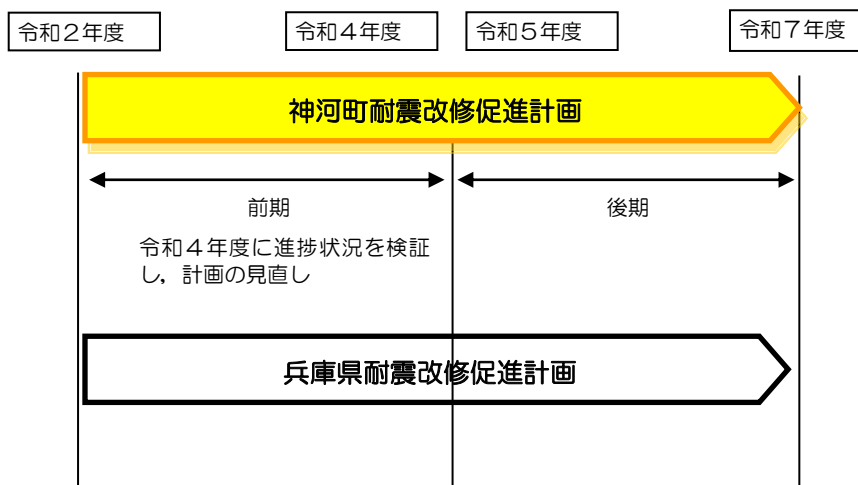 令和２年度
令和４年度
令和５年度
令和７年度
神河町耐震改修促進計画
前期
後期
令和４年度に進捗状況を検証
し，計画の見直し
兵庫県耐震改修促進計画